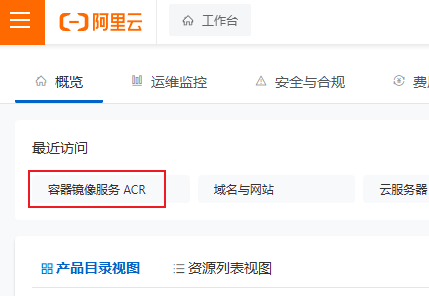 阿里云 工作台
概览 运维监控 安全与合规 费
最近访问
容器镜像服务 ACR 域名与网站 云服务器
产品目录视图 资源列表视图